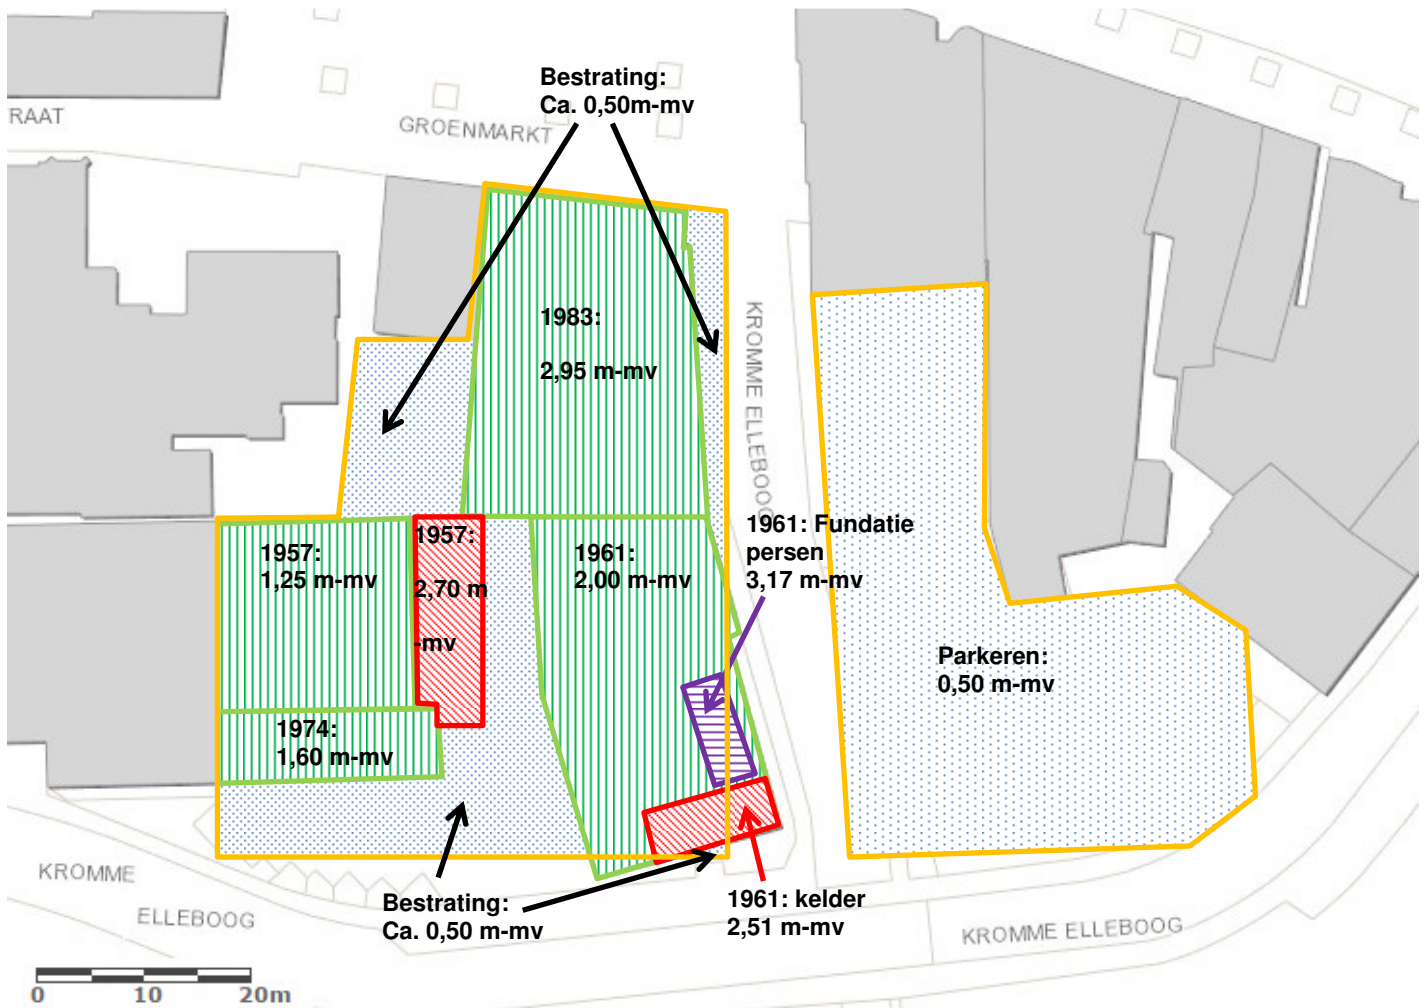 Bestrating:
Ca. 0,50m-mv
RAAT
GROENMARKT
1983:
2,95 m-mv
KROMME ELLEBOOG
1957:
1,25 m-mv
1957:
2,70 m
-mv
1961:
2,00 m-mv
1961: Fundatie
persen
3,17 m-mv
Parkeren:
0,50 m-mv
1974:
1,60 m-mv
KROMME
ELLEBOOG
Bestrating:
Ca. 0,50 m-mv
1961: kelder
2,51 m-mv
KROMME ELLEBOOG
0 10 20m